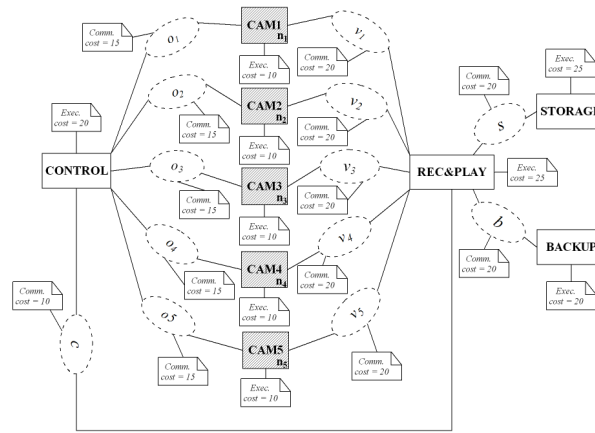 Comm.
cost = 15
o1
CAM1
n1
v1
Exec.
cost = 10
Comm.
cost = 20
Exec.
cost = 20
o2
Comm.
cost = 15
CAM2
n2
Exec.
cost = 10
v2
Comm.
cost = 20
Comm.
cost = 20
s
Exec.
cost = 25
STORAGE
CONTROL
o3
Comm.
cost = 15
CAM3
n3
Exec.
cost = 10
v3
Comm.
cost = 20
REC&PLAY
Exec.
cost = 25
o4
Comm.
cost = 15
CAM4
n4
Exec.
cost = 10
v4
Comm.
cost = 20
b
Comm.
cost = 20
BACKUP
Exec.
cost = 20
Comm.
cost = 10
c
o5
Comm.
cost = 15
CAM5
n5
Exec.
cost = 10
v5
Comm.
cost = 20